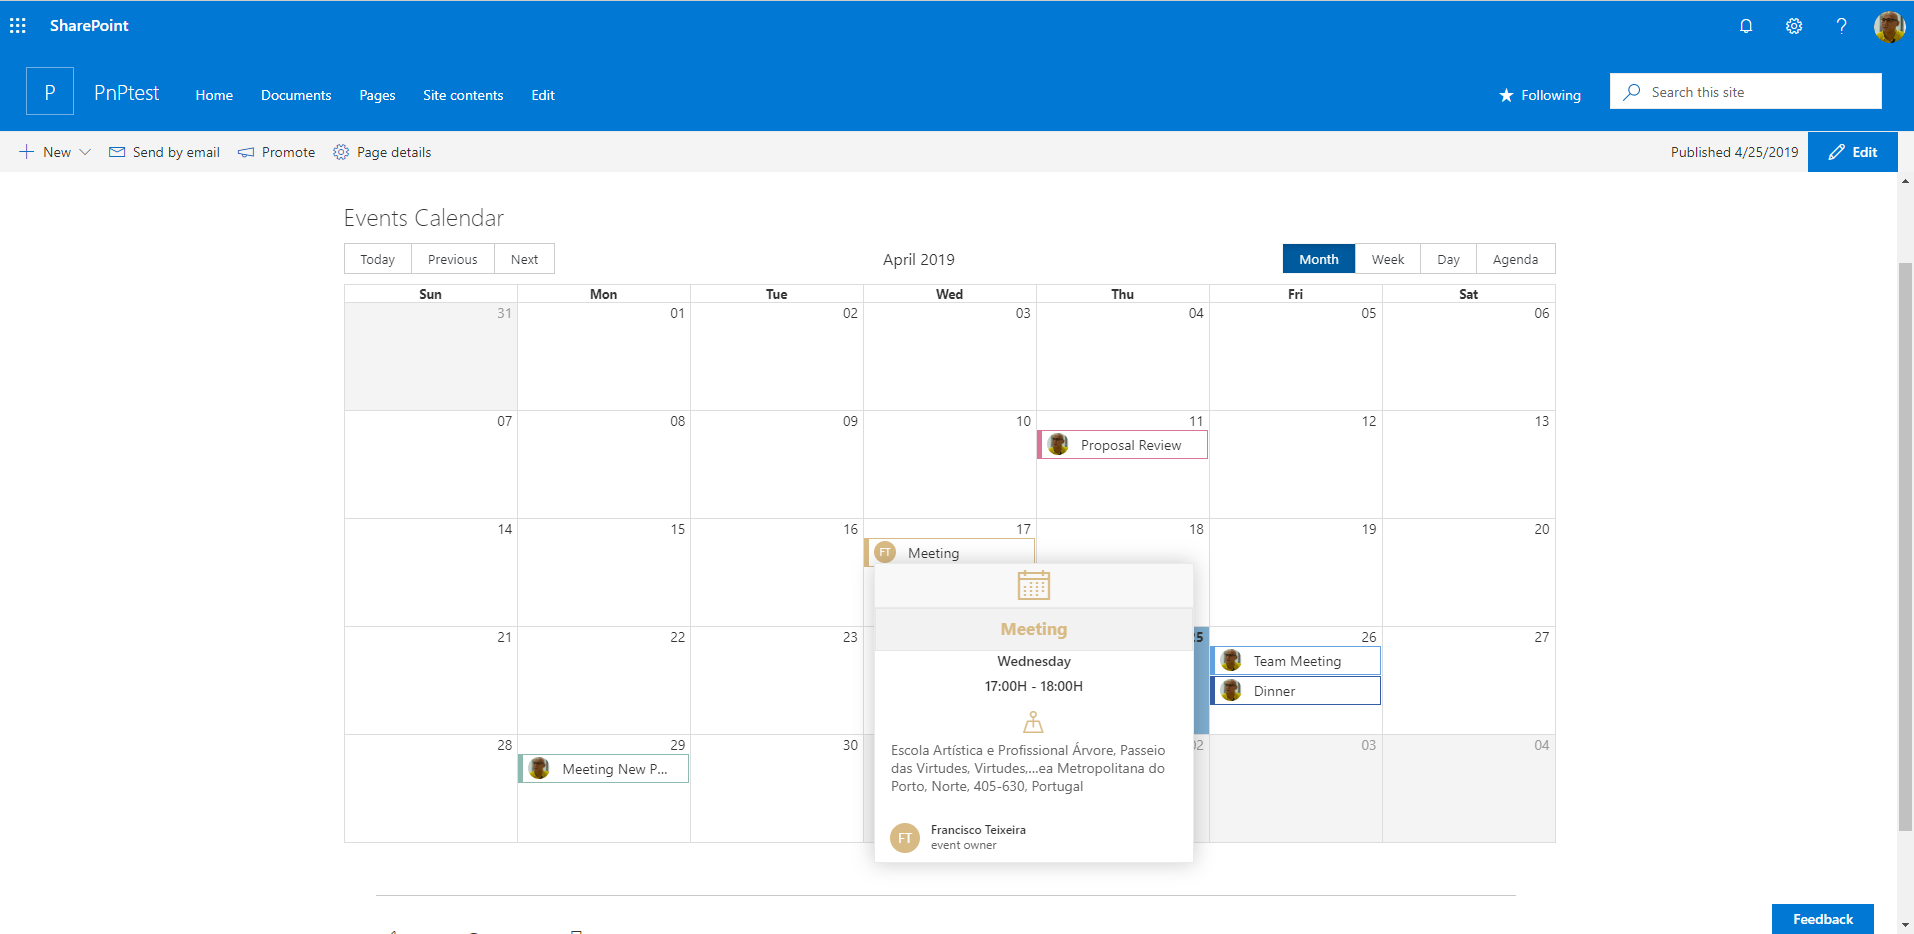 SharePoint
P PnPtest Home Documents Pages Site contents Edit Following Search this site
New Send by email Promote Page details Published 4/25/2019 Edit
Events Calendar
Today Previous Next April 2019 Month Week Day Agenda
Sun Mon Tue Wed Thu Fri Sat
31 01 02 03 04 05 06
07 08 09 10 11 12 13
Proposal Review
14 15 16 17 18 19 20
FT Meeting
Meeting
21 22 23 25 26 27
Wednesday
17:00H - 18:00H
Team Meeting
Dinner
28 29 30 02 03 04
Meeting New P...
Escola Artística e Profissional Árvore, Passeio
das Virtudes, Virtudes,...ea Metropolitana do
Porto, Norte, 405-630, Portugal
FT Francisco Teixeira
event owner
Feedback